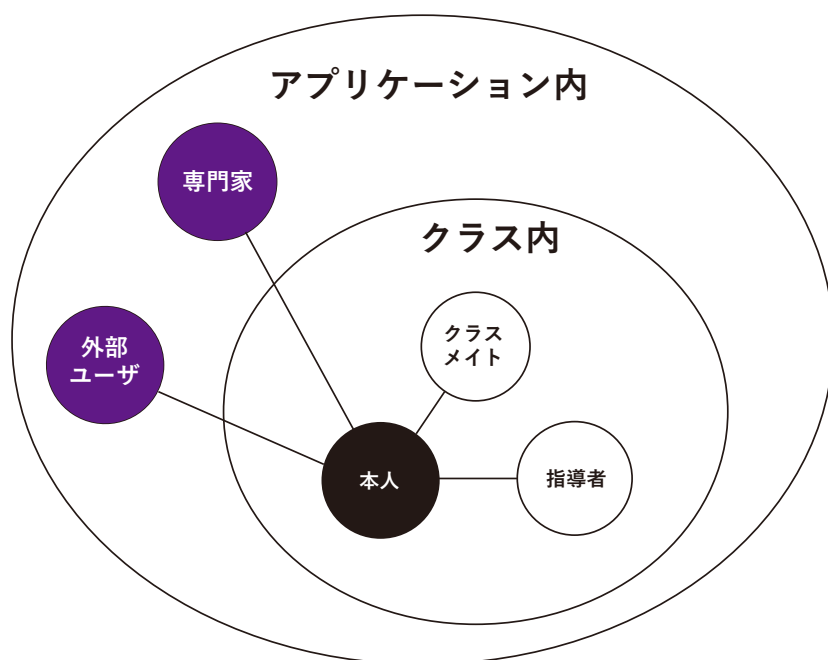 アプリケーション内
専門家
クラス内
外部
ユーザ
クラス
メイト
本人
指導者